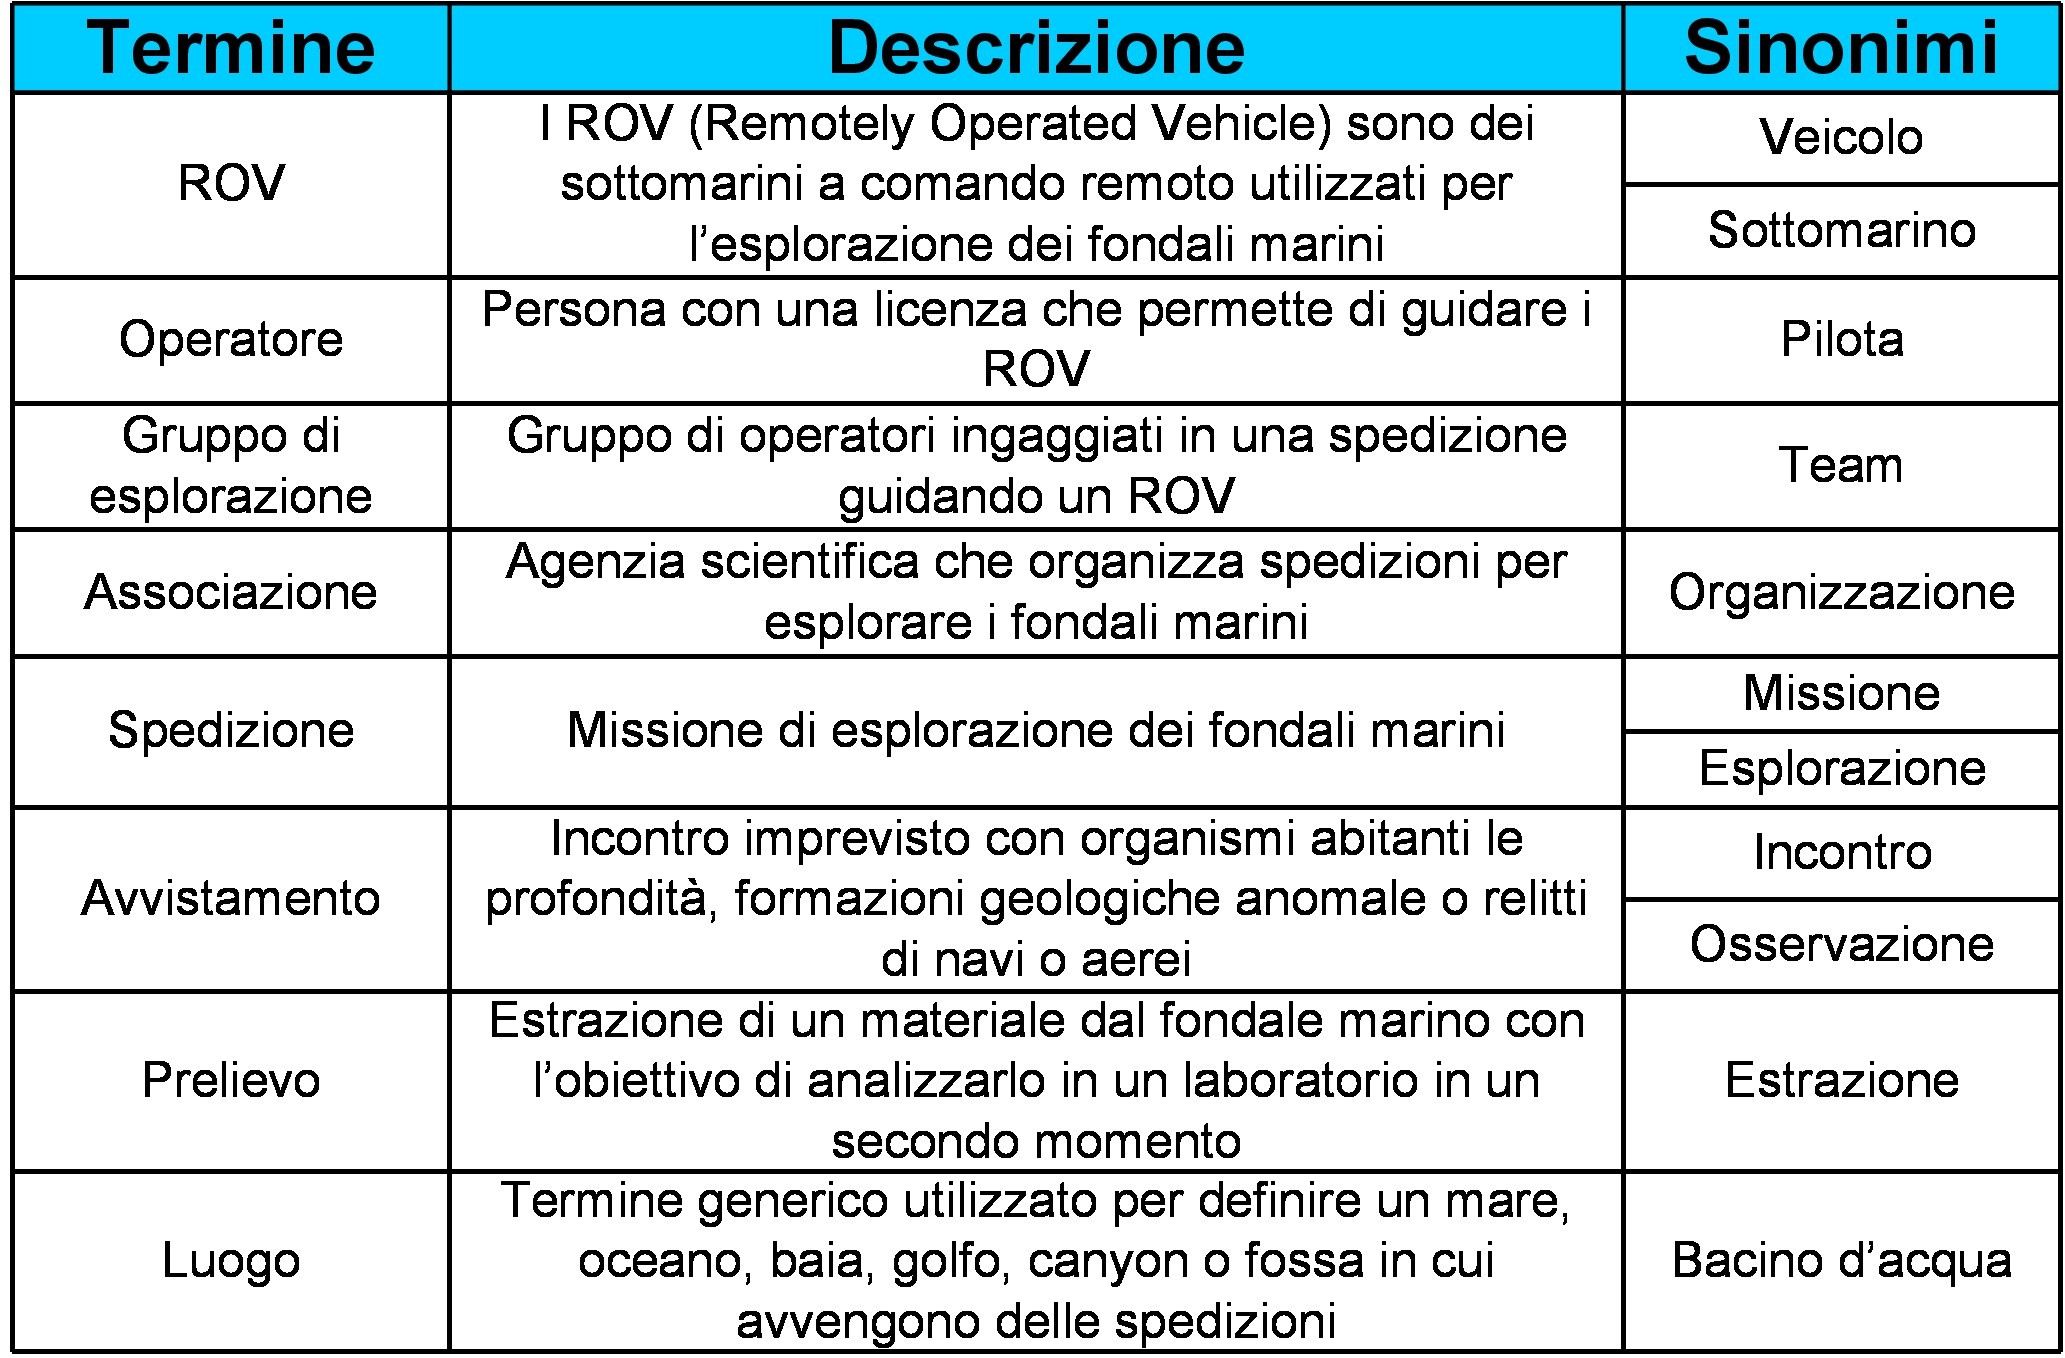 Termine Descrizione Sinonimi
ROV
I ROV (Remotely Operated Vehicle) sono dei
sottomarini a comando remoto utilizzati per
l’esplorazione dei fondali marini
Veicolo
Sottomarino
Operatore
Persona con una licenza che permette di guidare i
ROV
Pilota
Gruppo di
esplorazione
Gruppo di operatori ingaggiati in una spedizione
guidando un ROV
Team
Associazione
Agenzia scientifica che organizza spedizioni per
esplorare i fondali marini
Organizzazione
Spedizione
Missione di esplorazione dei fondali marini
Missione
Esplorazione
Avvistamento
Incontro imprevisto con organismi abitanti le
profondità, formazioni geologiche anomale o relitti
di navi o aerei
Incontro
Osservazione
Prelievo
Estrazione di un materiale dal fondale marino con
l’obiettivo di analizzarlo in un laboratorio in un
secondo momento
Estrazione
Luogo
Termine generico utilizzato per definire un mare,
oceano, baia, golfo, canyon o fossa in cui
avvengono delle spedizioni
Bacino d’acqua